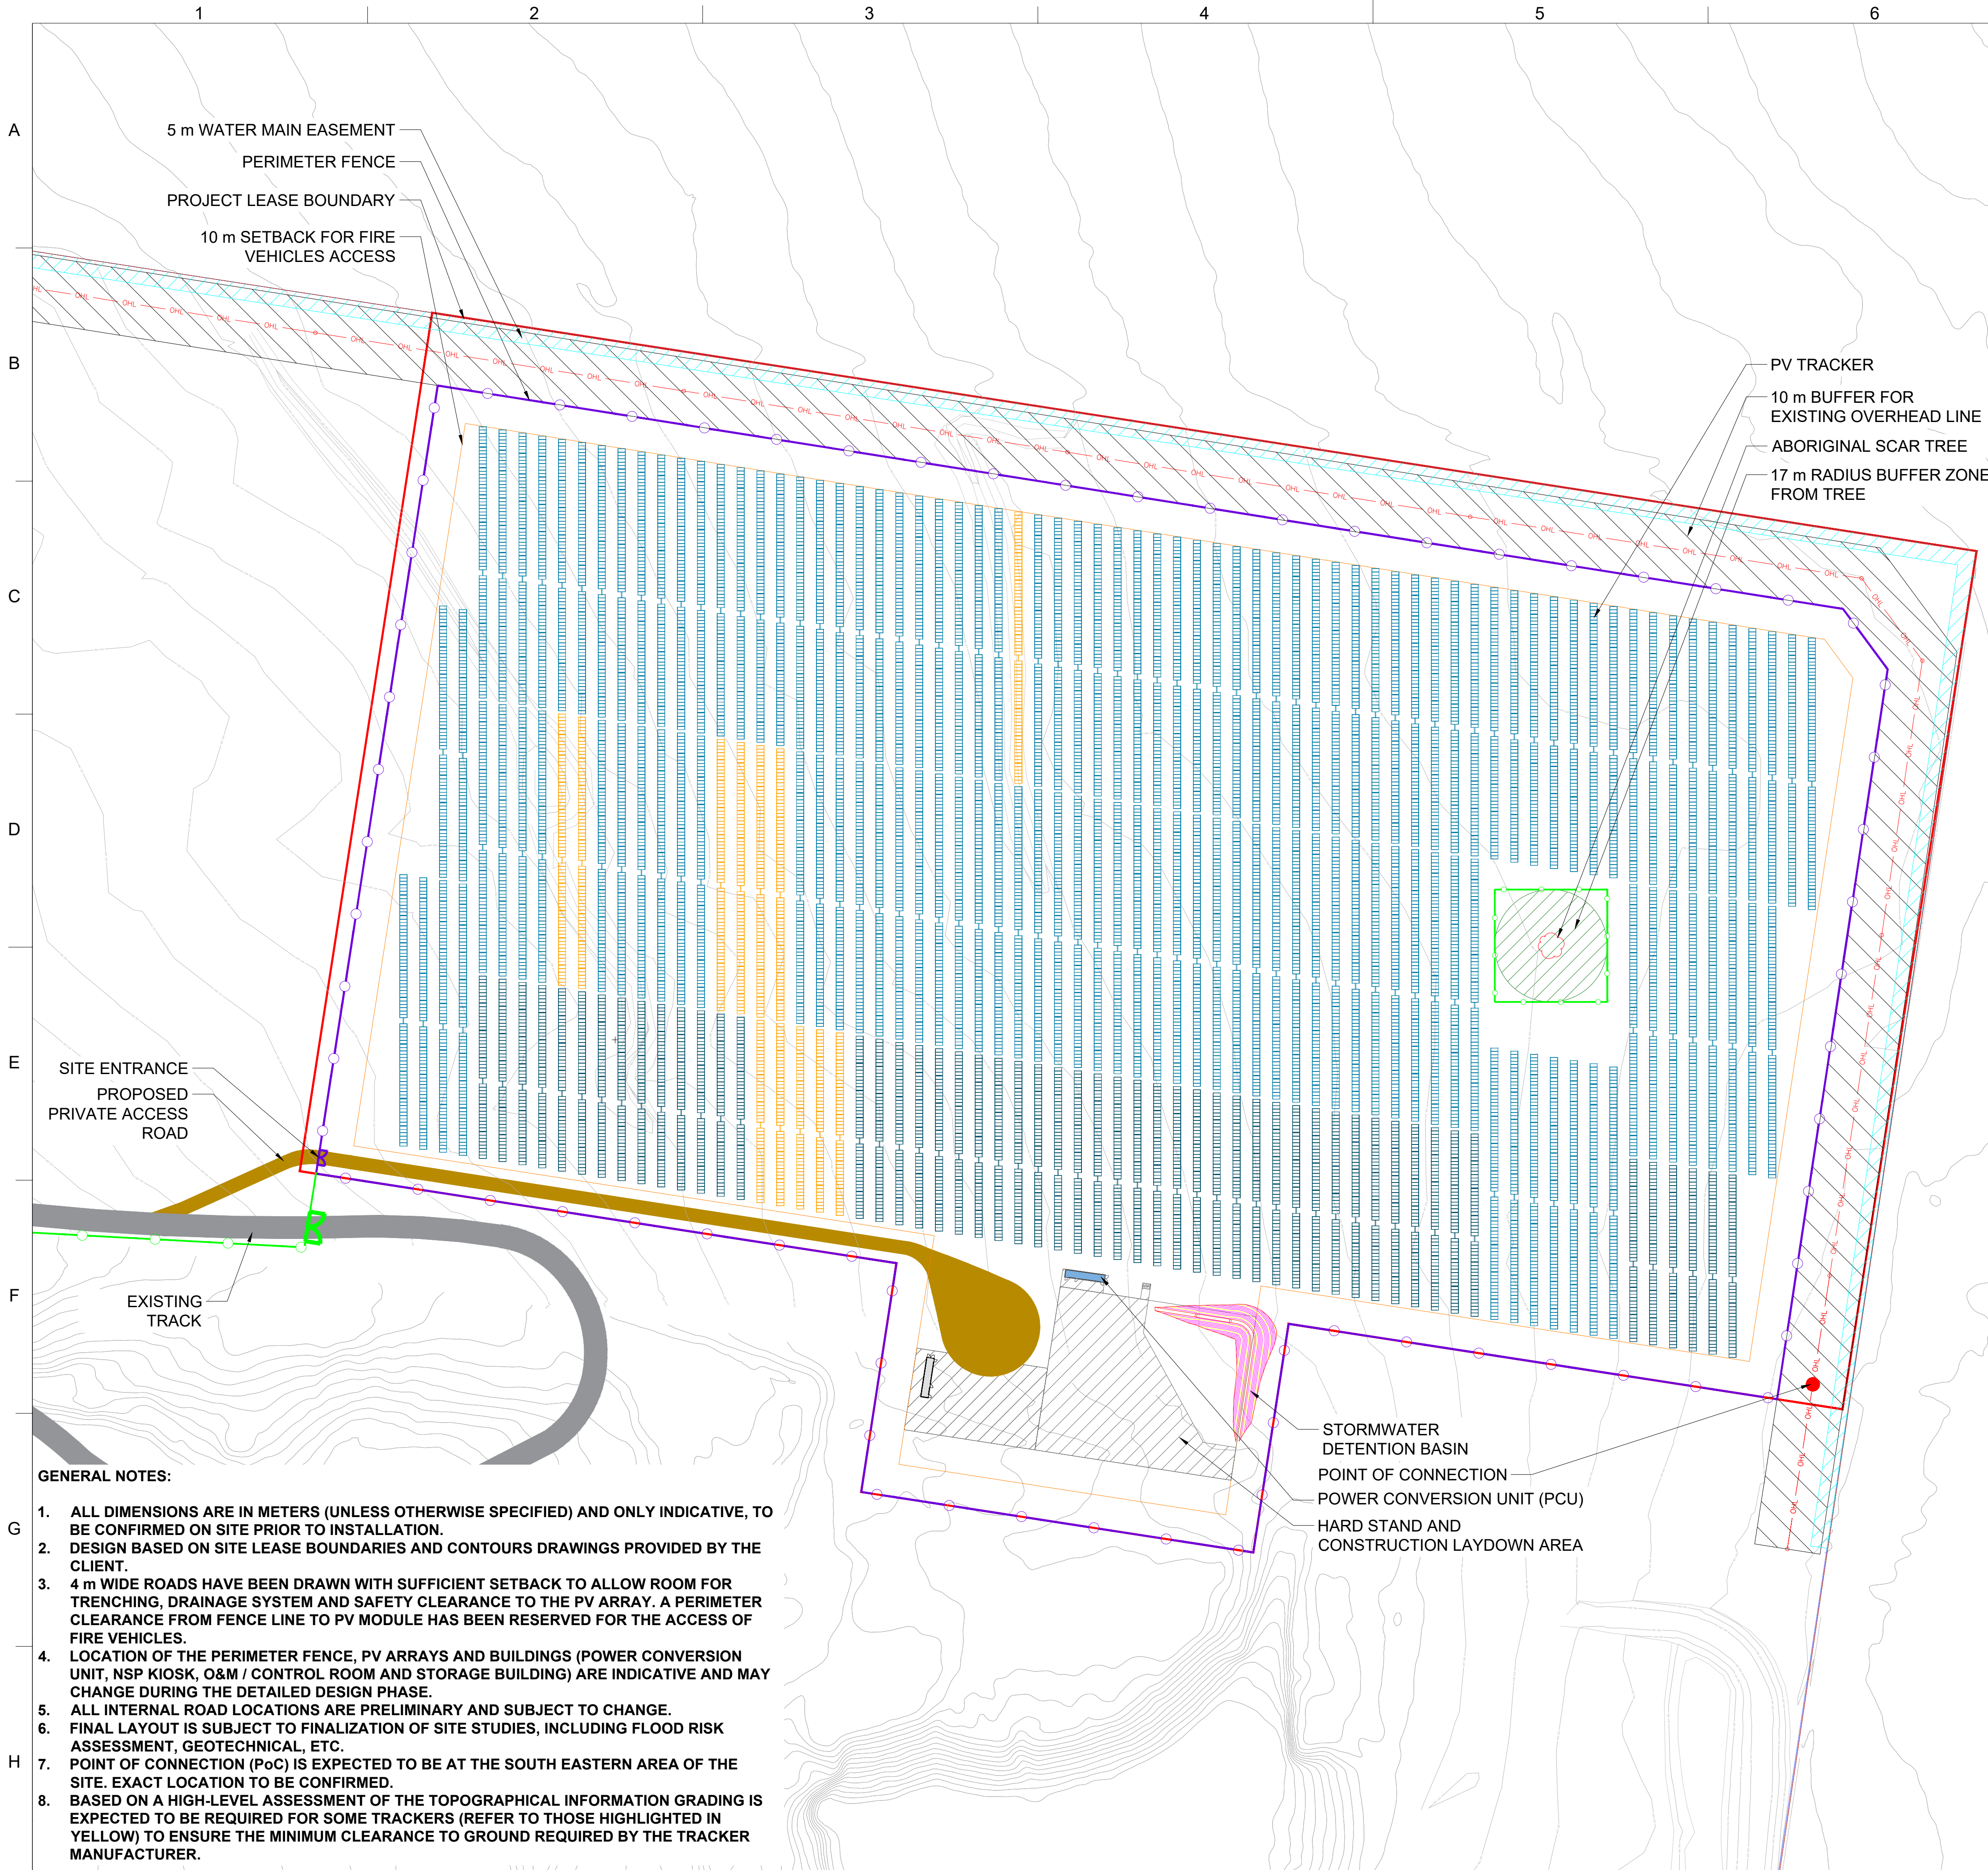 1
2
3
4
5
6
A
B
C
D
E
F
G
H
5 m WATER MAIN EASEMENT
PERIMETER FENCE
PROJECT LEASE BOUNDARY
10 m SETBACK FOR FIRE
VEHICLES ACCESS
PV TRACKER
10 m BUFFER FOR
EXISTING OVERHEAD LINE
ABORIGINAL SCAR TREE
17 m RADIUS BUFFER ZONE
FROM TREE
OHL
SITE ENTRANCE
PROPOSED
PRIVATE ACCESS
ROAD
EXISTING
TRACK
STORMWATER
DETENTION BASIN
POINT OF CONNECTION
POWER CONVERSION UNIT (PCU)
HARD STAND AND
CONSTRUCTION LAYDOWN AREA
GENERAL NOTES:
1. ALL DIMENSIONS ARE IN METERS (UNLESS OTHERWISE SPECIFIED) AND ONLY INDICATIVE, TO
BE CONFIRMED ON SITE PRIOR TO INSTALLATION.
2. DESIGN BASED ON SITE LEASE BOUNDARIES AND CONTOURS DRAWINGS PROVIDED BY THE
CLIENT.
3. 4 m WIDE ROADS HAVE BEEN DRAWN WITH SUFFICIENT SETBACK TO ALLOW ROOM FOR
TRENCHING, DRAINAGE SYSTEM AND SAFETY CLEARANCE TO THE PV ARRAY. A PERIMETER
CLEARANCE FROM FENCE LINE TO PV MODULE HAS BEEN RESERVED FOR THE ACCESS OF
FIRE VEHICLES.
4. LOCATION OF THE PERIMETER FENCE, PV ARRAYS AND BUILDINGS (POWER CONVERSION
UNIT, NSP KIOSK, O&M / CONTROL ROOM AND STORAGE BUILDING) ARE INDICATIVE AND MAY
CHANGE DURING THE DETAILED DESIGN PHASE.
5. ALL INTERNAL ROAD LOCATIONS ARE PRELIMINARY AND SUBJECT TO CHANGE.
6. FINAL LAYOUT IS SUBJECT TO FINALIZATION OF SITE STUDIES, INCLUDING FLOOD RISK
ASSESSMENT, GEOTECHNICAL, ETC.
7. POINT OF CONNECTION (PoC) IS EXPECTED TO BE AT THE SOUTH EASTERN AREA OF THE
SITE. EXACT LOCATION TO BE CONFIRMED.
8. BASED ON A HIGH-LEVEL ASSESSMENT OF THE TOPOGRAPHICAL INFORMATION GRADING IS
EXPECTED TO BE REQUIRED FOR SOME TRACKERS (REFER TO THOSE HIGHLIGHTED IN
YELLOW) TO ENSURE THE MINIMUM CLEARANCE TO GROUND REQUIRED BY THE TRACKER
MANUFACTURER.